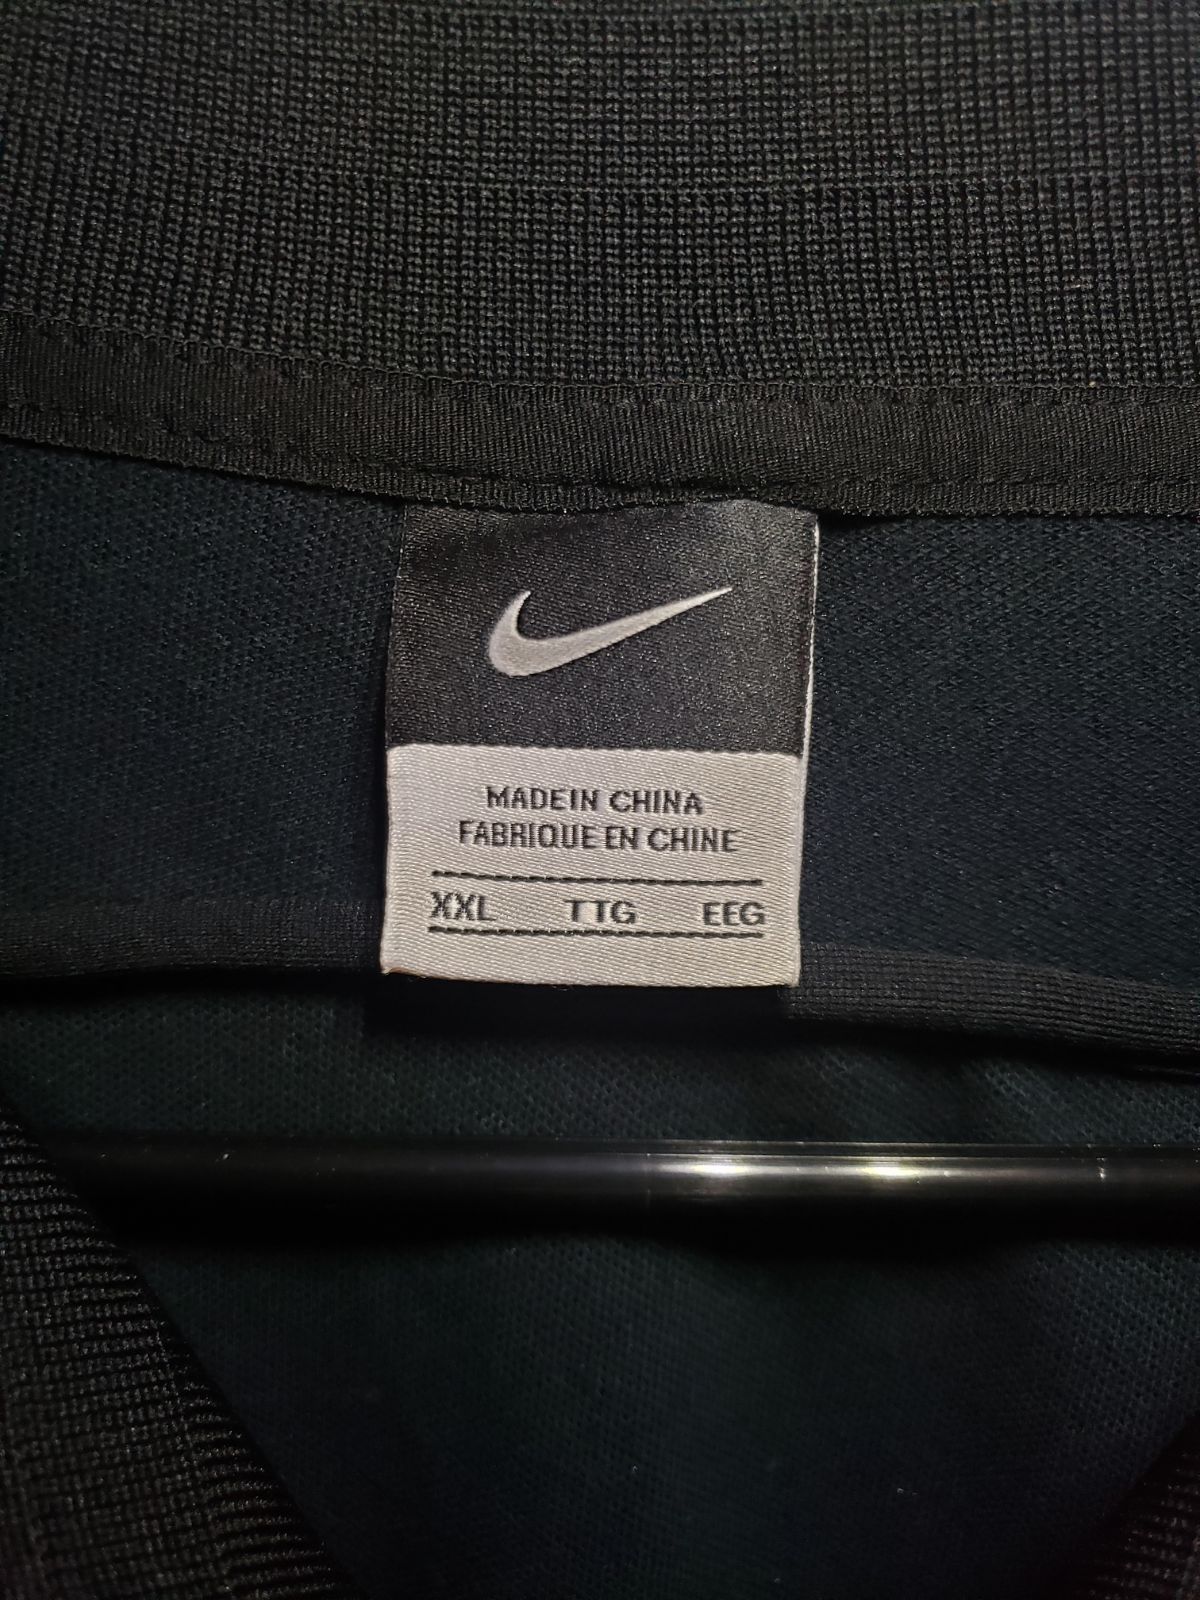 MADE IN CHINA
FABRIQUE EN CHINE
XXL TTG EEG